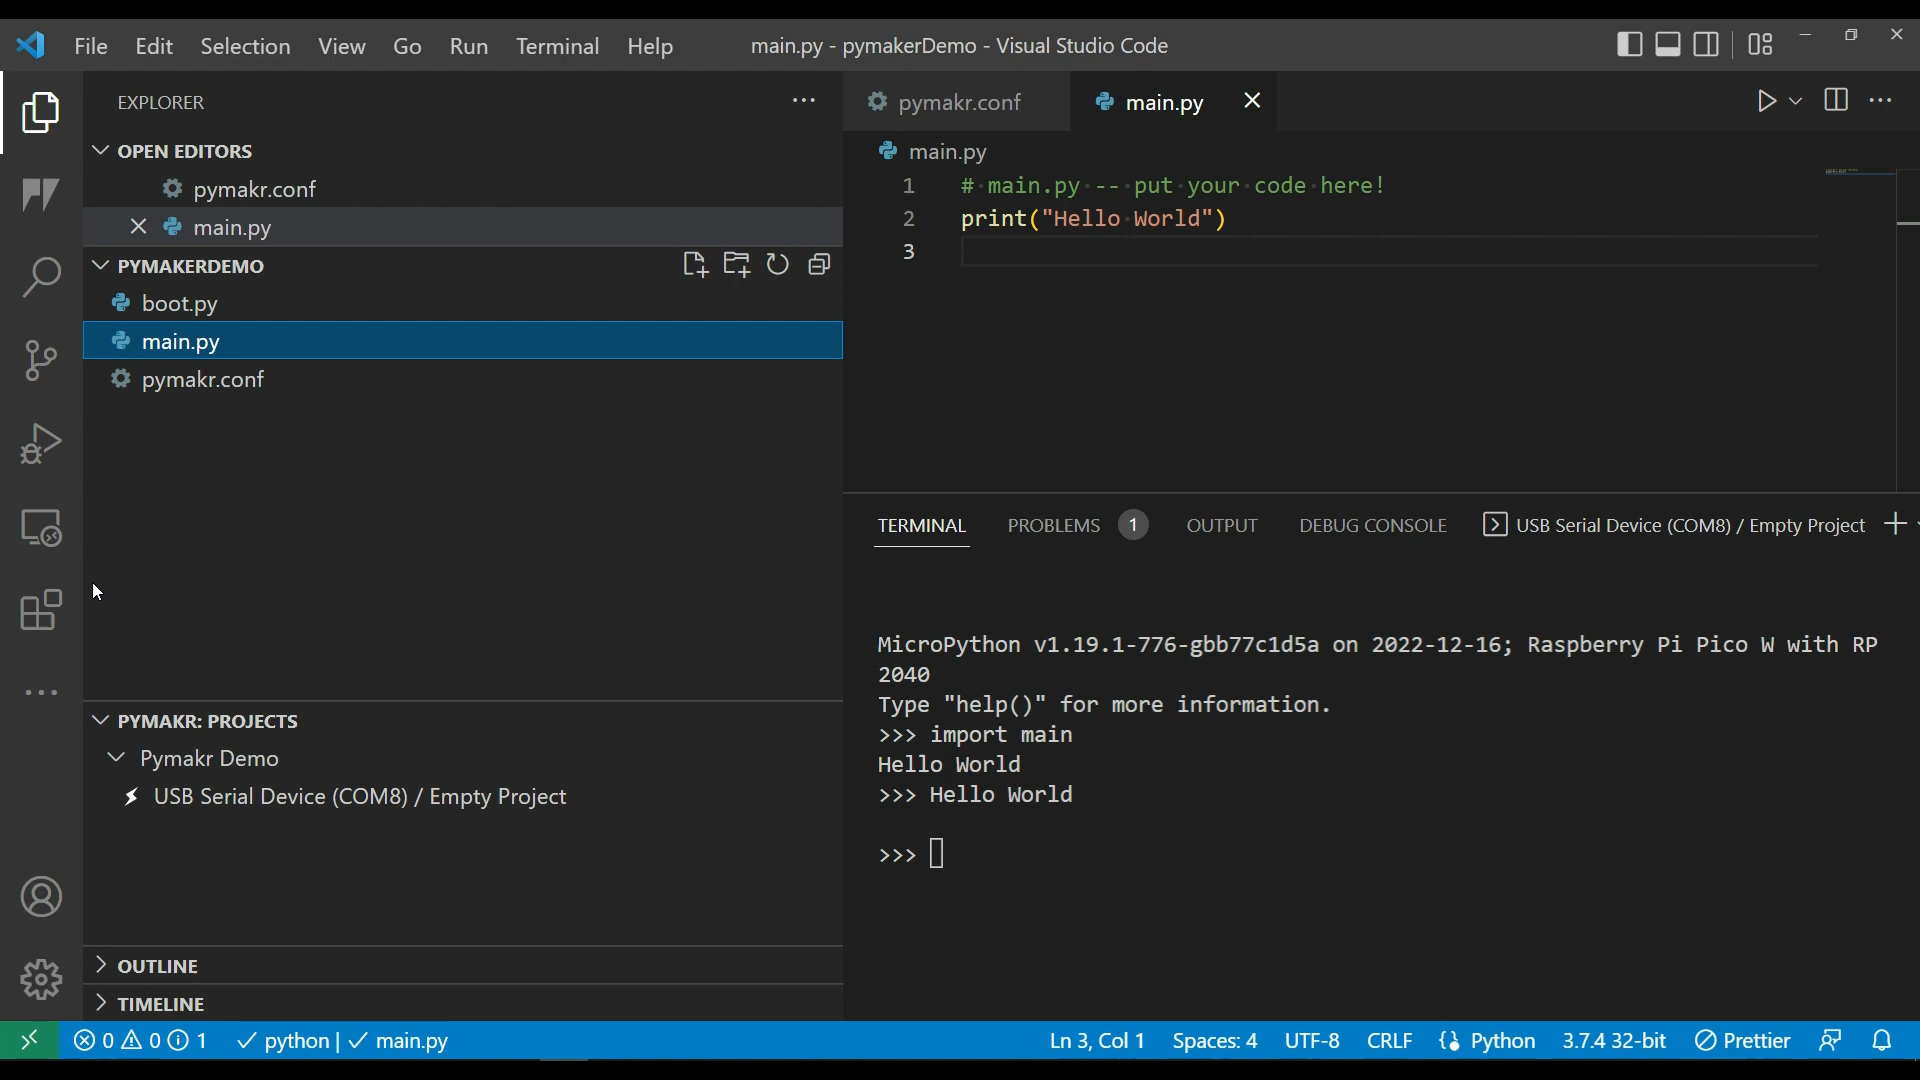 File Edit Selection View Go Run Terminal Help main.py - pymakerDemo - Visual Studio Code
EXPLORER
OPEN EDITORS
pymakr.conf
main.py
PYMAKERDEMO
boot.py
main.py
pymakr.conf
PYMAKR: PROJECTS
Pymakr Demo
USB Serial Device (COM8) / Empty Project
OUTLINE
TIMELINE
pymakr.conf main.py
main.py
1 # main.py -- put your code here!
2 print("Hello World")
3
TERMINAL PROBLEMS 1 OUTPUT DEBUG CONSOLE USB Serial Device (COM8) / Empty Project
MicroPython v1.19.1-776-gbb77c1d5a on 2022-12-16; Raspberry Pi Pico W with RP
2040
Type "help()" for more information.
>>> import main
Hello World
>>> Hello World
>>>
0 0 1 python | main.py Ln 3, Col 1 Spaces: 4 UTF-8 CRLF Python 3.7.4 32-bit Prettier